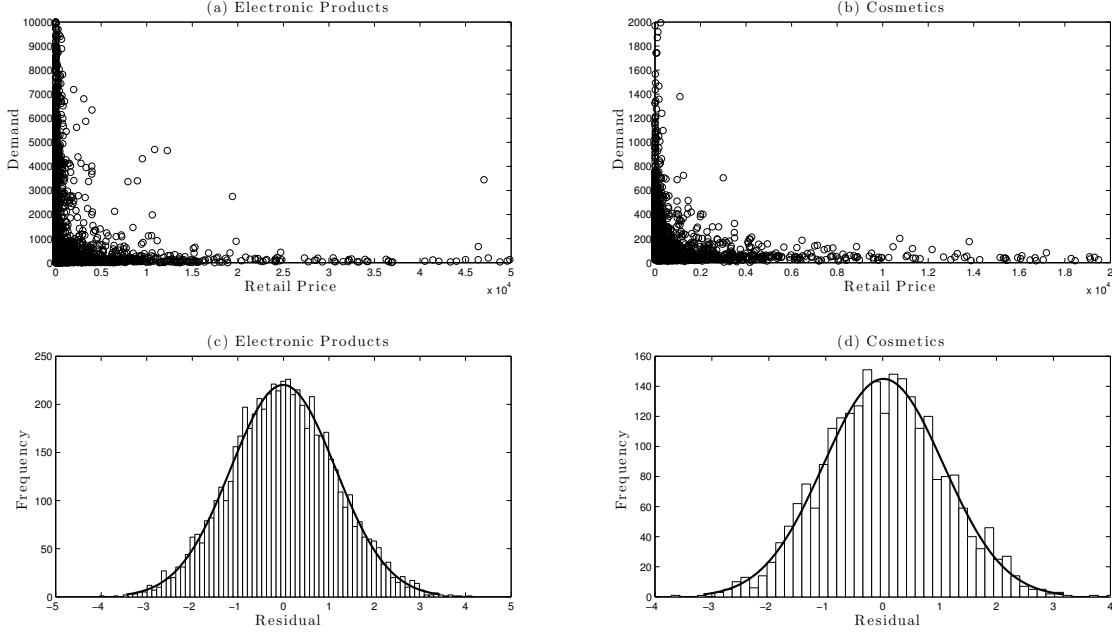 (a) Electronic Products
10000
9000
8000
7000
6000
5000
4000
3000
2000
1000
0
Demand
0 0.5 1 1.5 2 2.5 3 3.5 4 4.5 5
x 10^4
Retail Price
(b) Cosmetics
2000
1800
1600
1400
1200
1000
800
600
400
200
0
Demand
0 0.2 0.4 0.6 0.8 1 1.2 1.4 1.6 1.8 2
x 10^4
Retail Price
(c) Electronic Products
250
200
150
100
50
0
Frequency
−5 −4 −3 −2 −1 0 1 2 3 4 5
Residual
(d) Cosmetics
160
140
120
100
80
60
40
20
0
Frequency
−4 −3 −2 −1 0 1 2 3 4
Residual